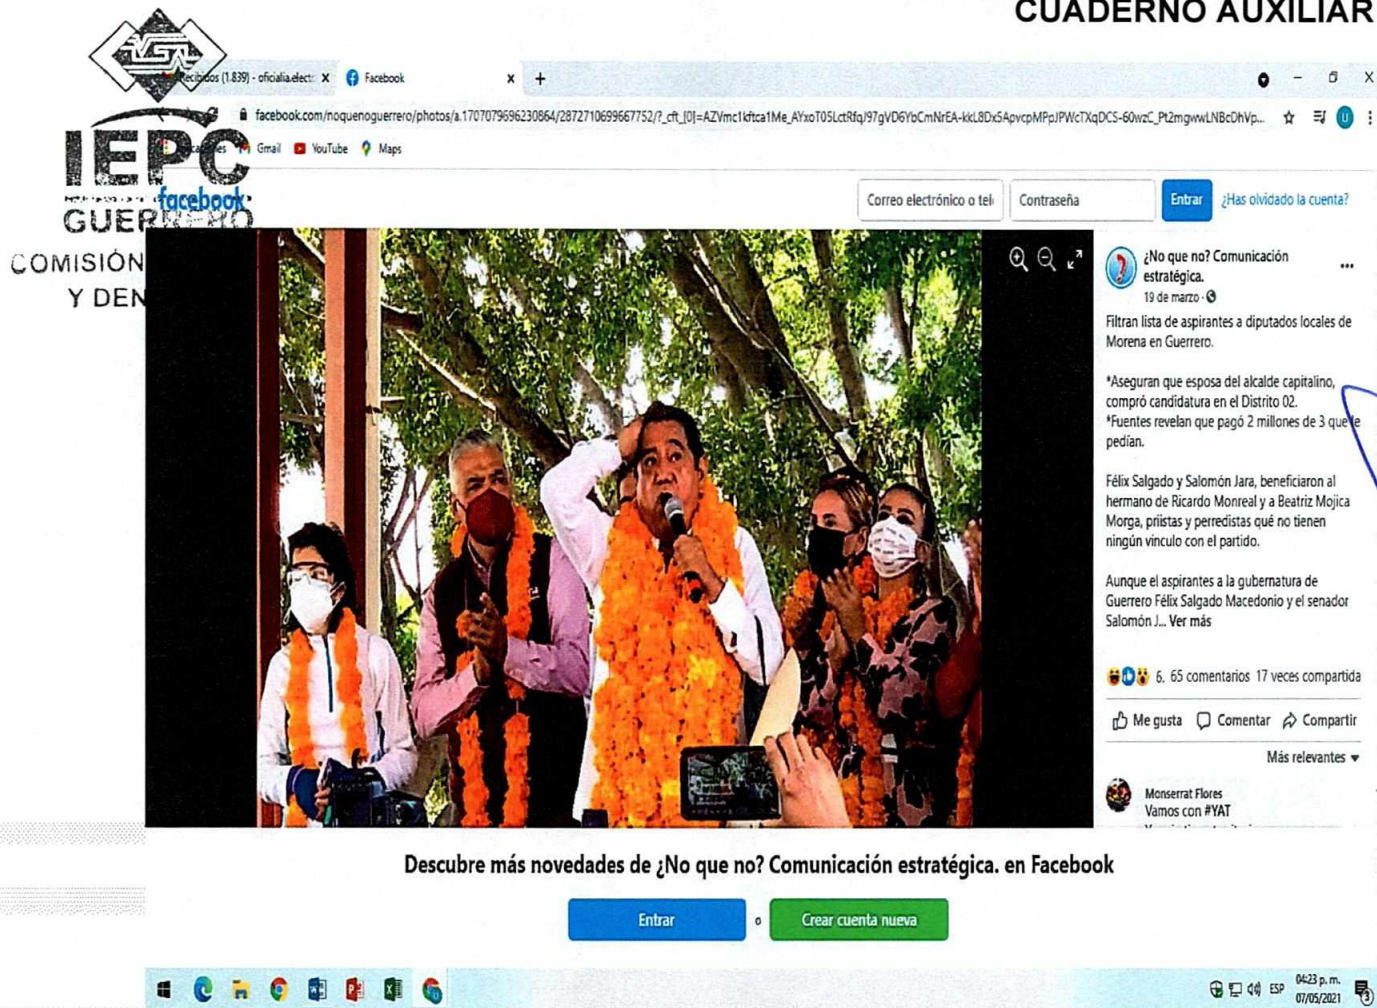 CUADERNO AUXILIAR
Recibidos (1.839) - oficialia.elect: X
Facebook X +
facebook.com/noquenoguerrero/photos/a.1707079696230864/2872710699667752/?_cft_[0]=AZVmc1kftca1Me_AYxoT05LctRfqJ97gVD6YbCmNrEA-kkL8Dx5ApvcpMPpJPWcTXqDCS-60wzC_Pt2mgwwLNBcDhVp...
Gmail YouTube Maps
IEPC
facebook
GUERRERO
COMISIÓN
Y DEN
Correo electrónico o tel Contraseña Entrar ¿Has olvidado la cuenta?
¿No que no? Comunicación
estratégica.
19 de marzo ·
Filtran lista de aspirantes a diputados locales de
Morena en Guerrero.
*Aseguran que esposa del alcalde capitalino,
compró candidatura en el Distrito 02.
*Fuentes revelan que pagó 2 millones de 3 que le
pedían.
Félix Salgado y Salomón Jara, beneficiaron al
hermano de Ricardo Monreal y a Beatriz Mojica
Morga, priistas y perredistas qué no tienen
ningún vinculo con el partido.
Aunque el aspirantes a la gubernatura de
Guerrero Félix Salgado Macedonio y el senador
Salomón J... Ver más
6, 65 comentarios 17 veces compartida
Me gusta Comentar Compartir
Más relevantes
Monserrat Flores
Vamos con #YAT
Descubre más novedades de ¿No que no? Comunicación estratégica. en Facebook
Entrar o Crear cuenta nueva
ESP
04:23 p. m.
07/05/2021